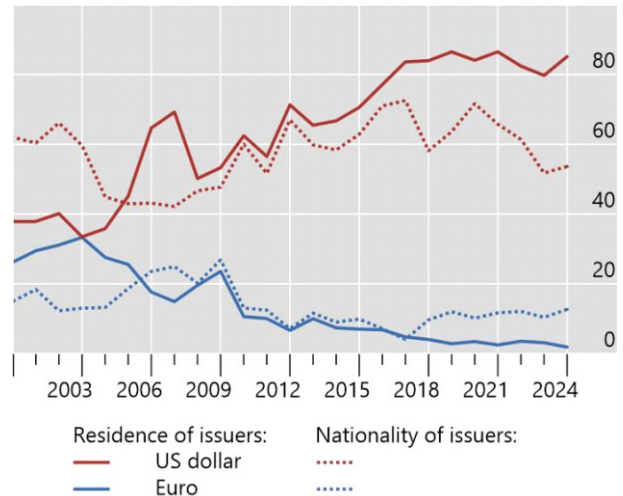 80
60
40
20
0
2003 2006 2009 2012 2015 2018 2021 2024
Residence of issuers: Nationality of issuers:
US dollar
Euro